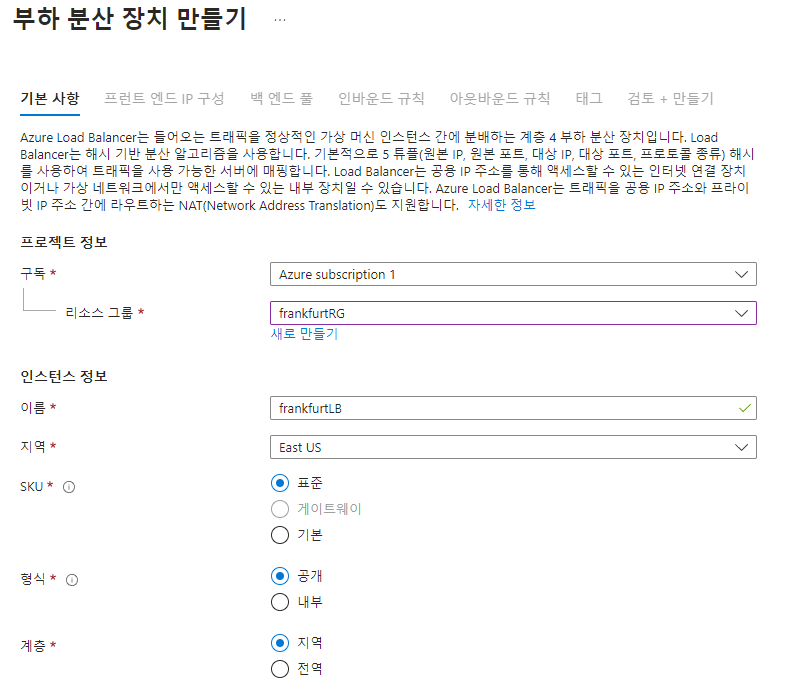 부하 분산 장치 만들기 ...
기본 사항 프런트 엔드 IP 구성 백 엔드 풀 인바운드 규칙 아웃바운드 규칙 태그 검토 + 만들기
Azure Load Balancer는 들어오는 트래픽을 정상적인 가상 머신 인스턴스 간에 분배하는 계층 4 부하 분산 장치입니다. Load
Balancer는 해시 기반 분산 알고리즘을 사용합니다. 기본적으로 5 튜플(원본 IP, 원본 포트, 대상 IP, 대상 포트, 프로토콜 종류) 해시
를 사용하여 트래픽을 사용 가능한 서버에 매핑합니다. Load Balancer는 공용 IP 주소를 통해 액세스할 수 있는 인터넷 연결 장치
이거나 가상 네트워크에서만 액세스할 수 있는 내부 장치일 수 있습니다. Azure Load Balancer는 트래픽을 공용 IP 주소와 프라이
빗 IP 주소 간에 라우트하는 NAT(Network Address Translation)도 지원합니다. 자세한 정보
프로젝트 정보
구독 * Azure subscription 1
리소스 그룹 * frankfurtRG
새로 만들기
인스턴스 정보
이름 * frankfurtLB
지역 * East US
SKU * 표준
게이트웨이
기본
형식 * 공개
내부
계층 * 지역
전역